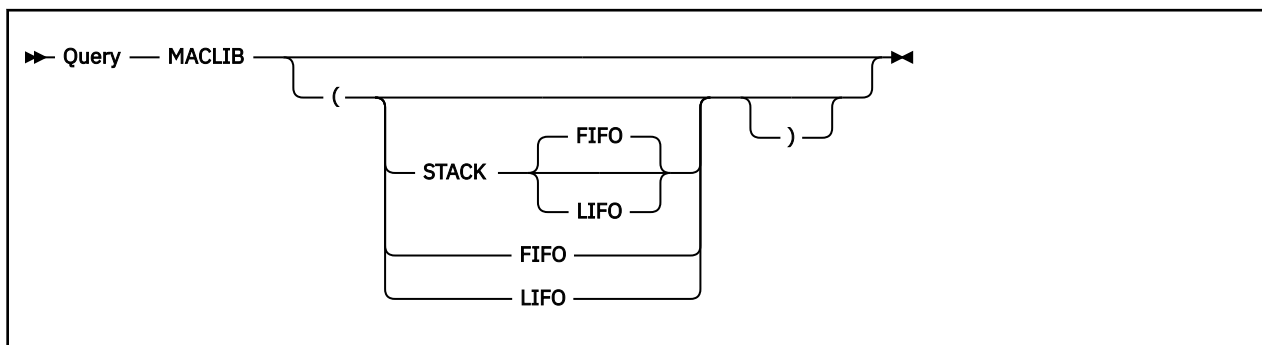 Query MACLIB
(
FIFO
)
STACK
LIFO
FIFO
LIFO